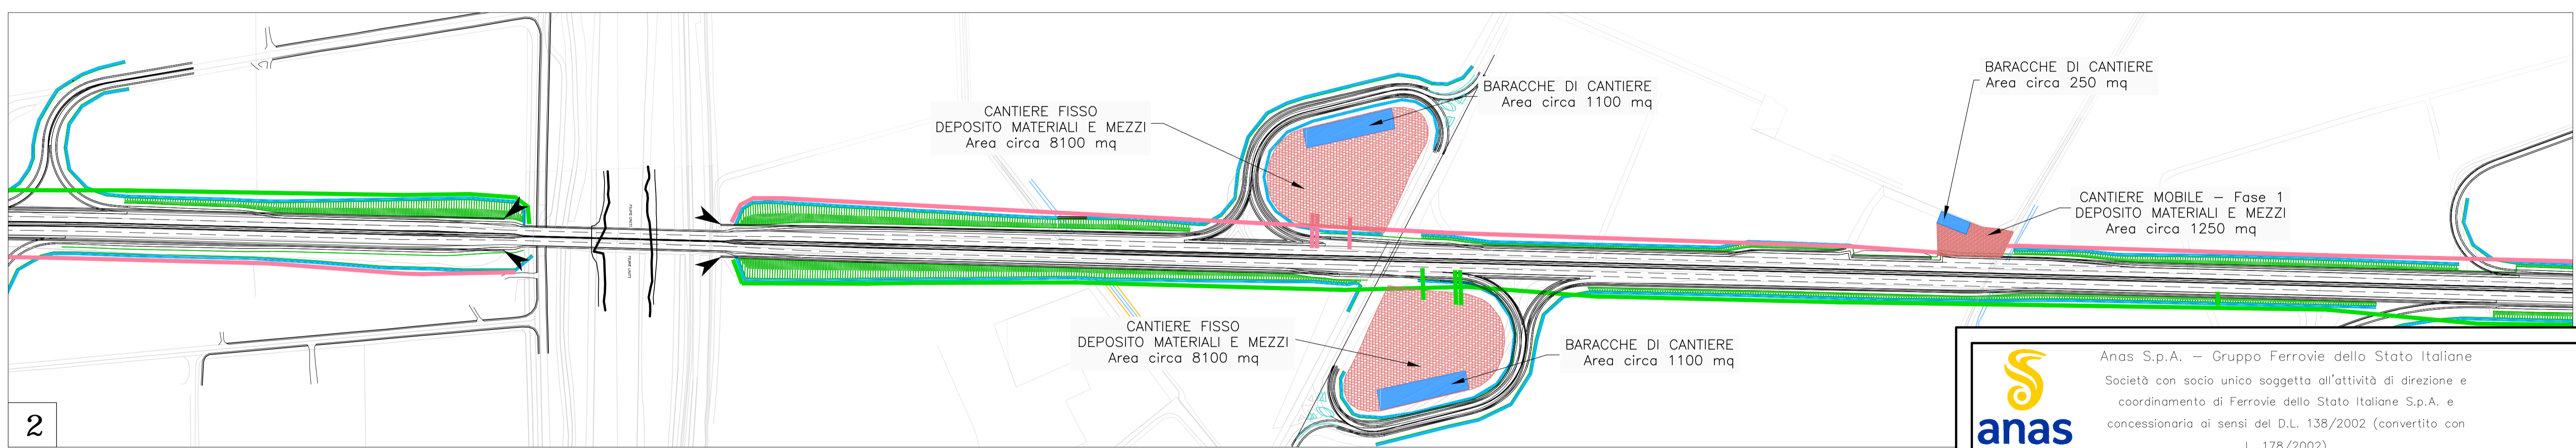 CANTIERE FISSO
DEPOSITO MATERIALI E MEZZI
Area circa 8100 mq
BARACCHE DI CANTIERE
Area circa 1100 mq
BARACCHE DI CANTIERE
Area circa 250 mq
CANTIERE MOBILE – Fase 1
DEPOSITO MATERIALI E MEZZI
Area circa 1250 mq
CANTIERE FISSO
DEPOSITO MATERIALI E MEZZI
Area circa 8100 mq
BARACCHE DI CANTIERE
Area circa 1100 mq
2
anas
Anas S.p.A. – Gruppo Ferrovie dello Stato Italiane
Società con socio unico soggetta all'attività di direzione e
coordinamento di Ferrovie dello Stato Italiane S.p.A. e
concessionaria ai sensi del D.L. 138/2002 (convertito con
L. 178/2002)